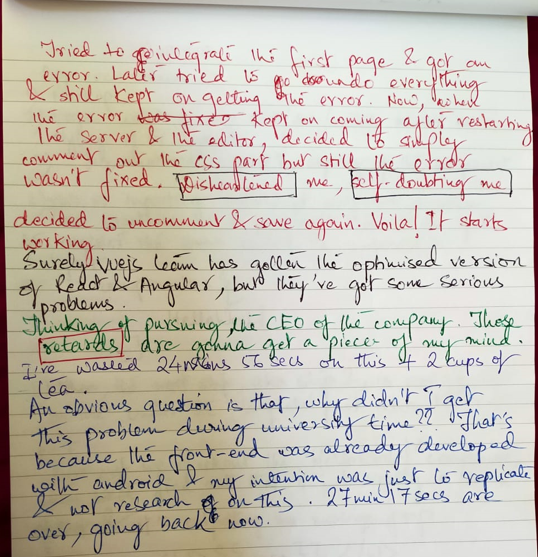 Tried to integrate the first page & got an
error. Later tried to go undo everything
& still kept on getting the error. Now, when
the error was fixed kept on coming after restarting
the server & the editor, decided to simply
comment out the css part but still the error
wasn't fixed. Disheartened me, self-doubting me
decided to uncomment & save again. Voila! It starts
working.
Surely vuejs team has gotten the optimised version
of React & Angular, but they've got some serious
problems.
Thinking of pursuing the CEO of the company. Those
retards are gonna get a piece of my mind.
I've wasted 24mins 56secs on this + 2 cups of
tea.
An obvious question is that, why didn't I get
this problem during university time?? That's
because the front-end was already developed
with android & my intention was just to replicate
& not research on this. 27min 17secs are
over, going back now.